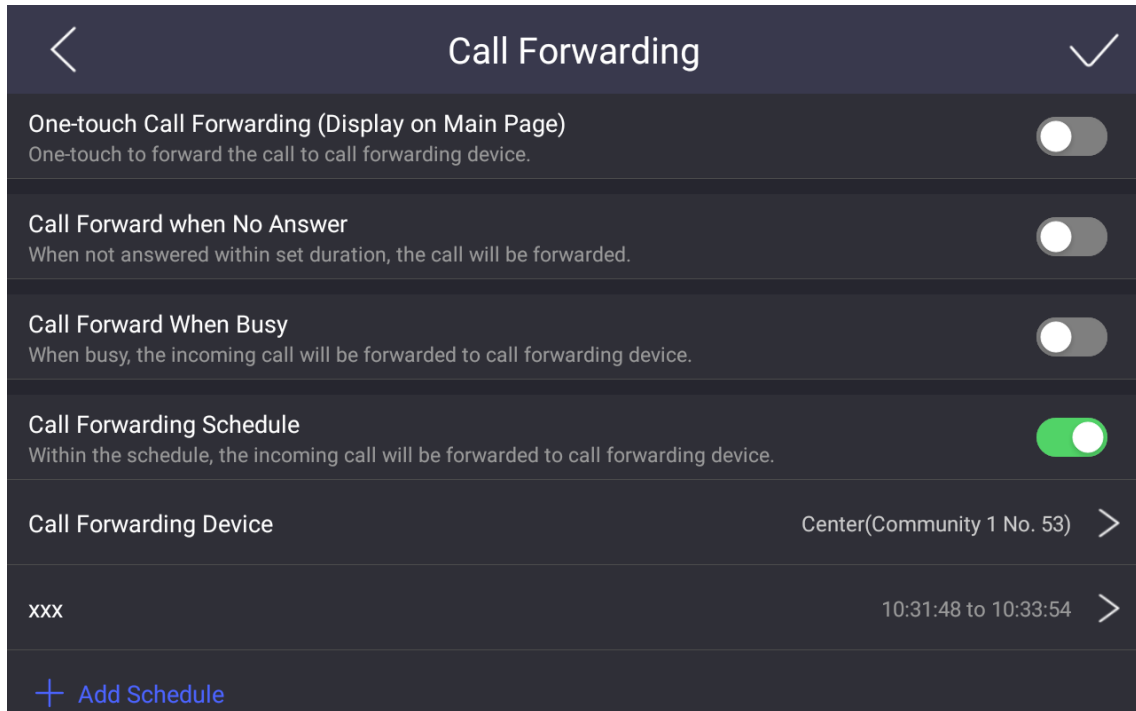 Call Forwarding
One-touch Call Forwarding (Display on Main Page)
One-touch to forward the call to call forwarding device.
Call Forward when No Answer
When not answered within set duration, the call will be forwarded.
Call Forward When Busy
When busy, the incoming call will be forwarded to call forwarding device.
Call Forwarding Schedule
Within the schedule, the incoming call will be forwarded to call forwarding device.
Call Forwarding Device Center(Community 1 No. 53)
xxx 10:31:48 to 10:33:54
Add Schedule